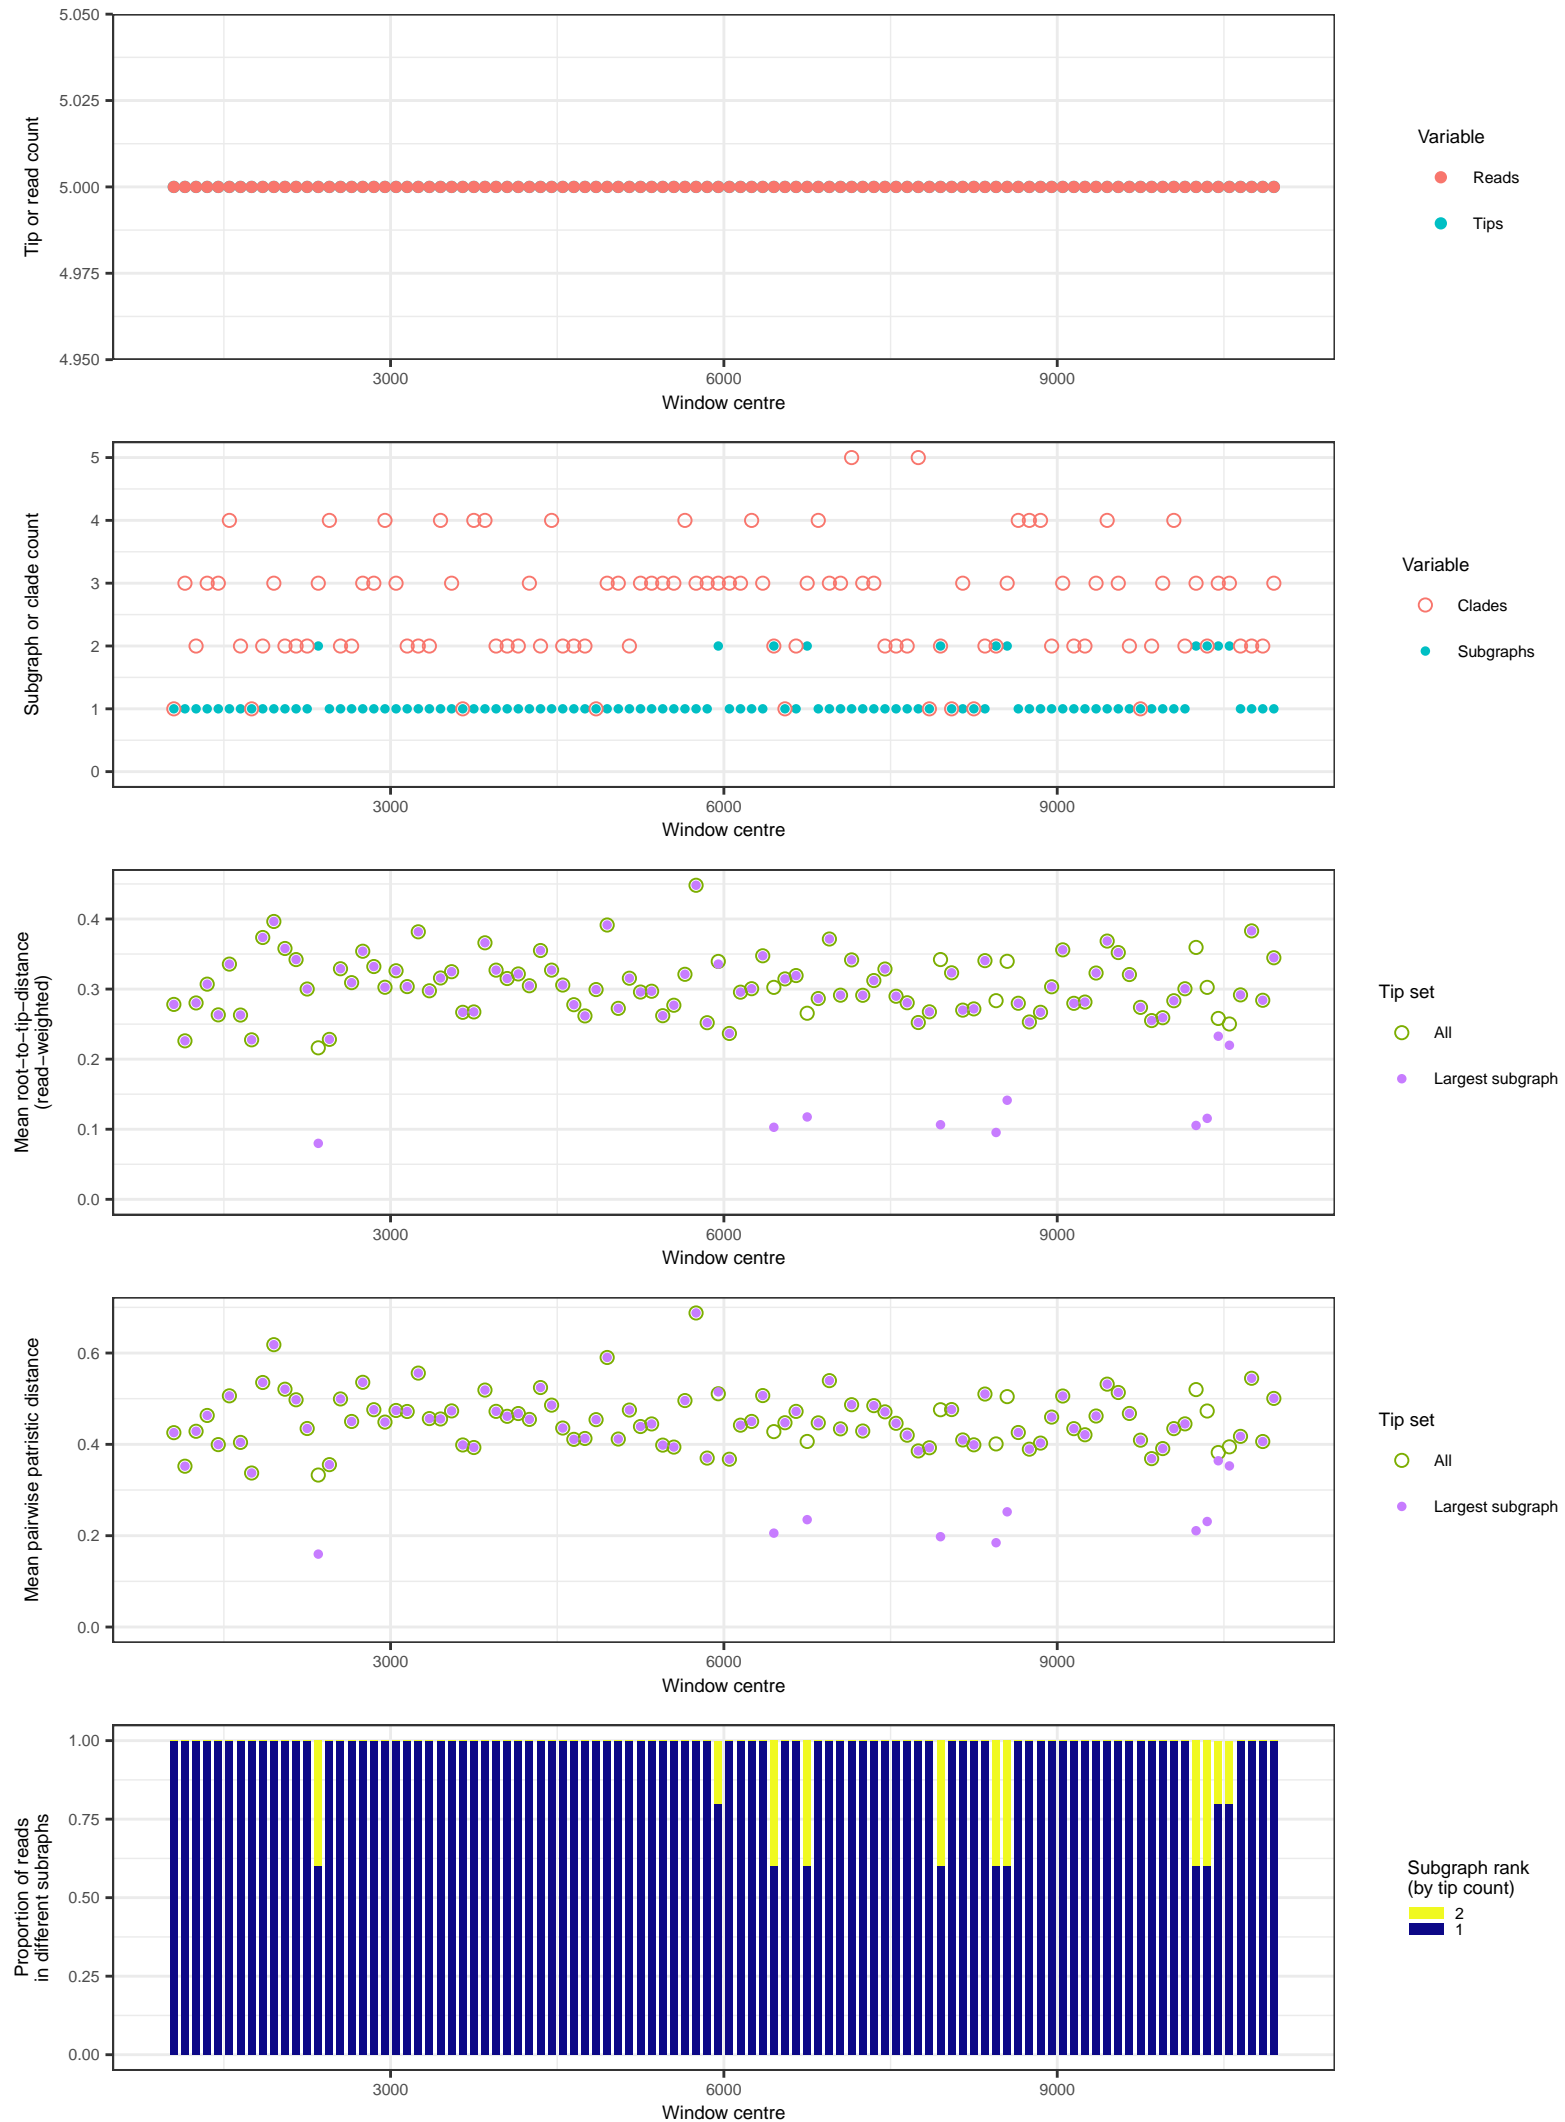 5.050
5.025
5.000
4.975
4.950
Tip or read count
3000 6000 9000
Window centre
Variable
Reads
Tips
5
4
3
2
1
0
Subgraph or clade count
3000 6000 9000
Window centre
Variable
Clades
Subgraphs
0.4
0.3
0.2
0.1
0.0
Mean root−to−tip−distance
(read−weighted)
3000 6000 9000
Window centre
Tip set
All
Largest subgraph
0.6
0.4
0.2
0.0
Mean pairwise patristic distance
3000 6000 9000
Window centre
Tip set
All
Largest subgraph
1.00
0.75
0.50
0.25
0.00
Proportion of reads
in different subraphs
3000 6000 9000
Window centre
Subgraph rank
(by tip count)
2
1